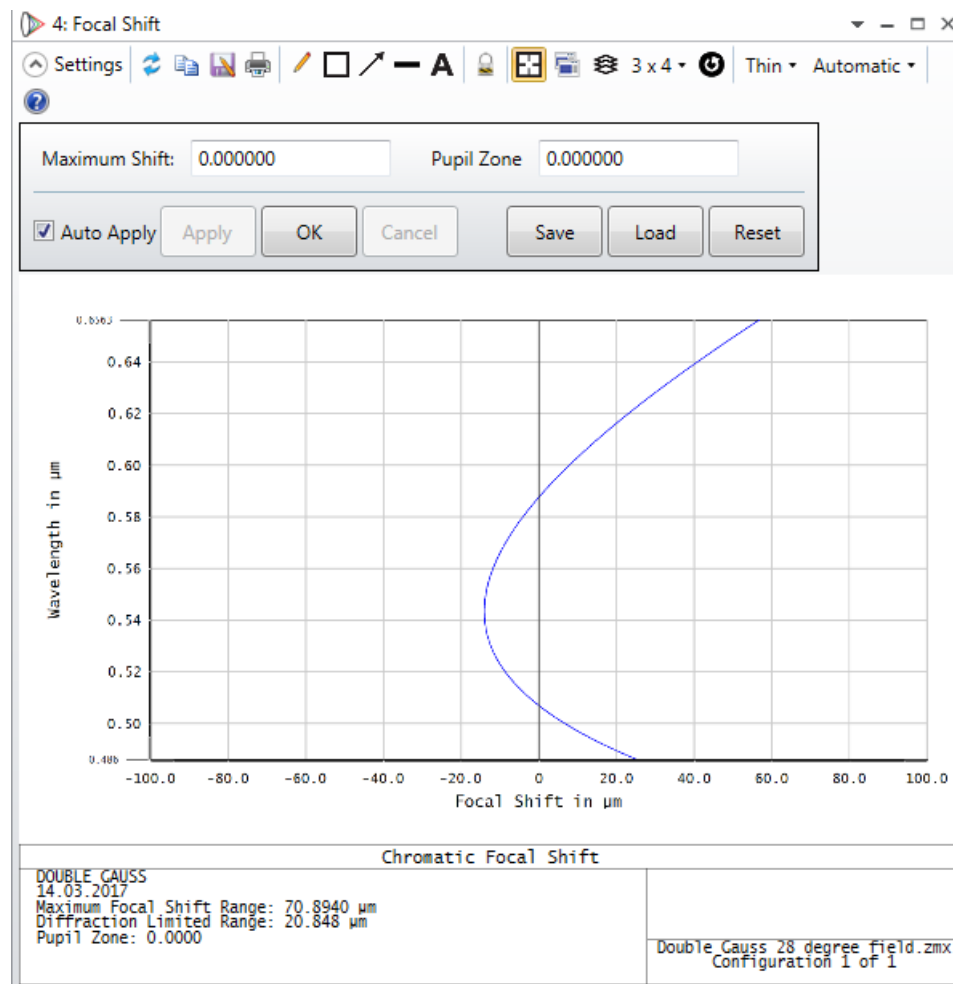 4: Focal Shift
Settings A 3 x 4 Thin Automatic
Maximum Shift: 0.000000 Pupil Zone 0.000000
Auto Apply Apply OK Cancel Save Load Reset
0.6563
0.64
0.62
0.60
0.58
0.56
0.54
0.52
0.50
0.486
Wavelength in µm
-100.0 -80.0 -60.0 -40.0 -20.0 0 20.0 40.0 60.0 80.0 100.0
Focal Shift in µm
Chromatic Focal Shift
DOUBLE GAUSS
14.03.2017
Maximum Focal Shift Range: 70.8940 µm
Diffraction Limited Range: 20.848 µm
Pupil Zone: 0.0000
Double Gauss 28 degree field.zmx
Configuration 1 of 1